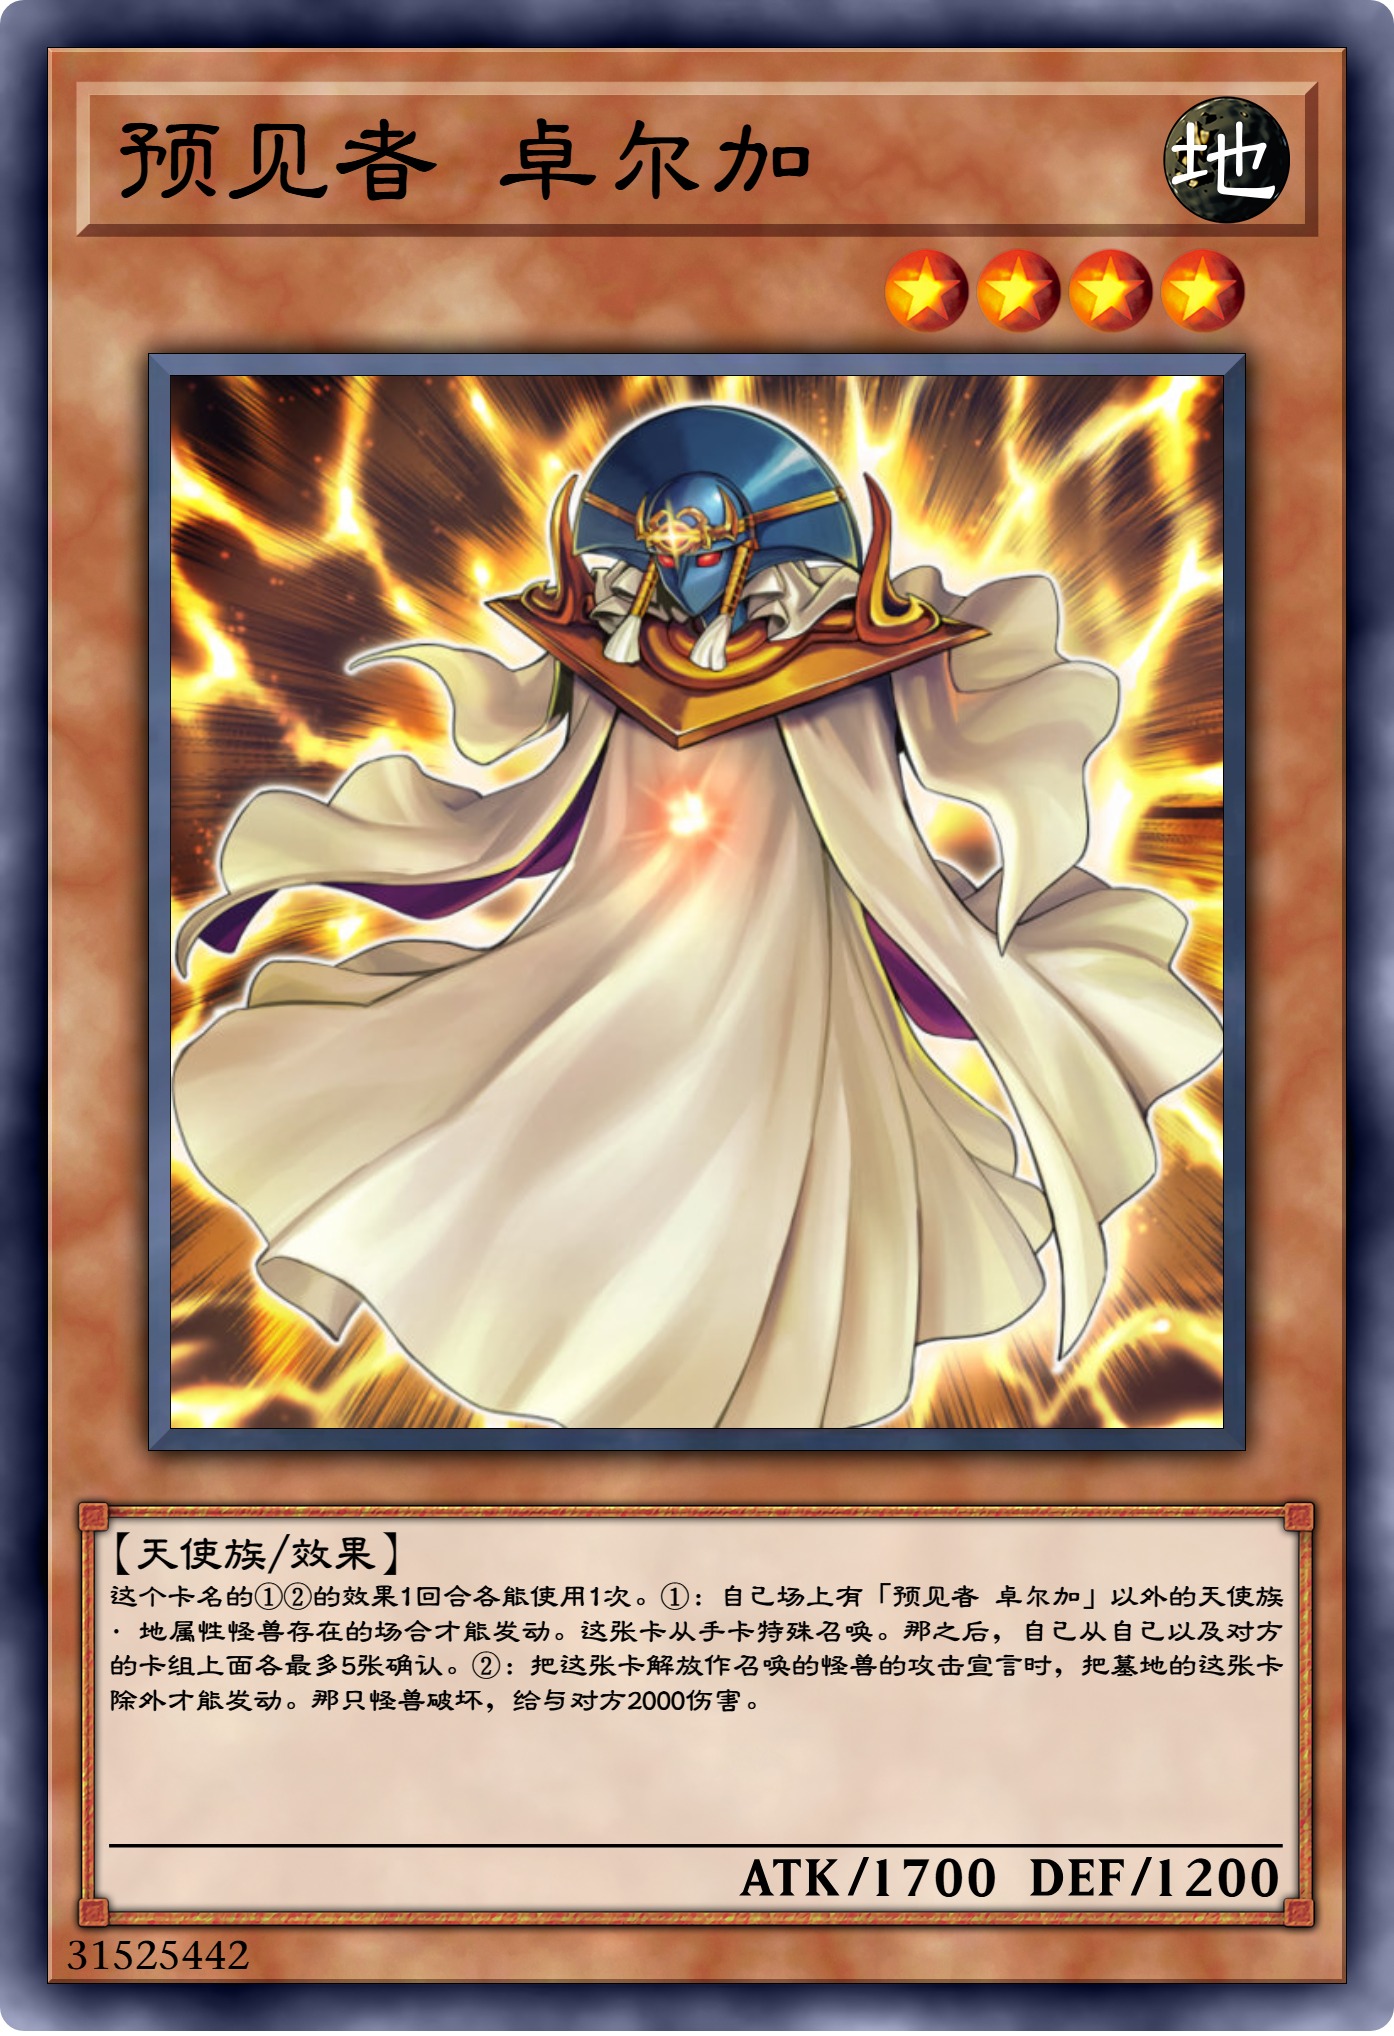 预见者 卓尔加
地
【天使族/效果】
这个卡名的①②的效果1回合各能使用1次。①：自己场上有「预见者 卓尔加」以外的天使族
·地属性怪兽存在的场合才能发动。这张卡从手卡特殊召唤。那之后，自己从自己以及对方
的卡组上面各最多5张确认。②：把这张卡解放作召唤的怪兽的攻击宣言时，把墓地的这张卡
除外才能发动。那只怪兽破坏，给与对方2000伤害。
ATK/1700 DEF/1200
31525442